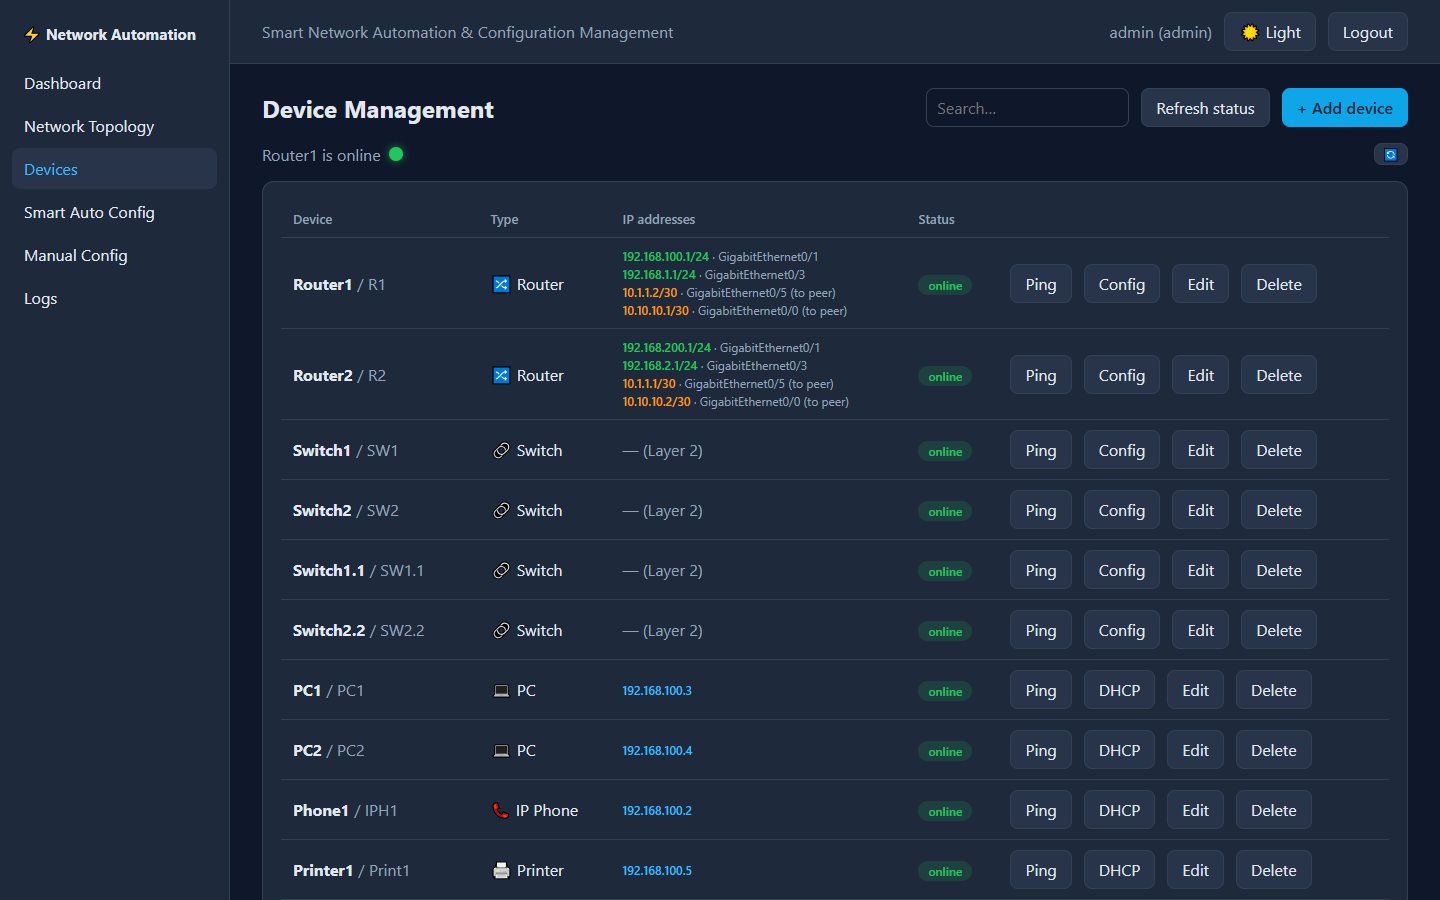 Network Automation
Dashboard
Network Topology
Devices
Smart Auto Config
Manual Config
Logs
Smart Network Automation & Configuration Management
admin (admin)
Light
Logout
Device Management
Search...
Refresh status
+ Add device
Router1 is online
Device Type IP addresses Status
Router1 / R1 Router
192.168.100.1/24 · GigabitEthernet0/1
192.168.1.1/24 · GigabitEthernet0/3
10.1.1.2/30 · GigabitEthernet0/5 (to peer)
10.10.10.1/30 · GigabitEthernet0/0 (to peer)
online Ping Config Edit Delete
Router2 / R2 Router
192.168.200.1/24 · GigabitEthernet0/1
192.168.2.1/24 · GigabitEthernet0/3
10.1.1.1/30 · GigabitEthernet0/5 (to peer)
10.10.10.2/30 · GigabitEthernet0/0 (to peer)
online Ping Config Edit Delete
Switch1 / SW1 Switch — (Layer 2) online Ping Config Edit Delete
Switch2 / SW2 Switch — (Layer 2) online Ping Config Edit Delete
Switch1.1 / SW1.1 Switch — (Layer 2) online Ping Config Edit Delete
Switch2.2 / SW2.2 Switch — (Layer 2) online Ping Config Edit Delete
PC1 / PC1 PC 192.168.100.3 online Ping DHCP Edit Delete
PC2 / PC2 PC 192.168.100.4 online Ping DHCP Edit Delete
Phone1 / IPH1 IP Phone 192.168.100.2 online Ping DHCP Edit Delete
Printer1 / Print1 Printer 192.168.100.5 online Ping DHCP Edit Delete